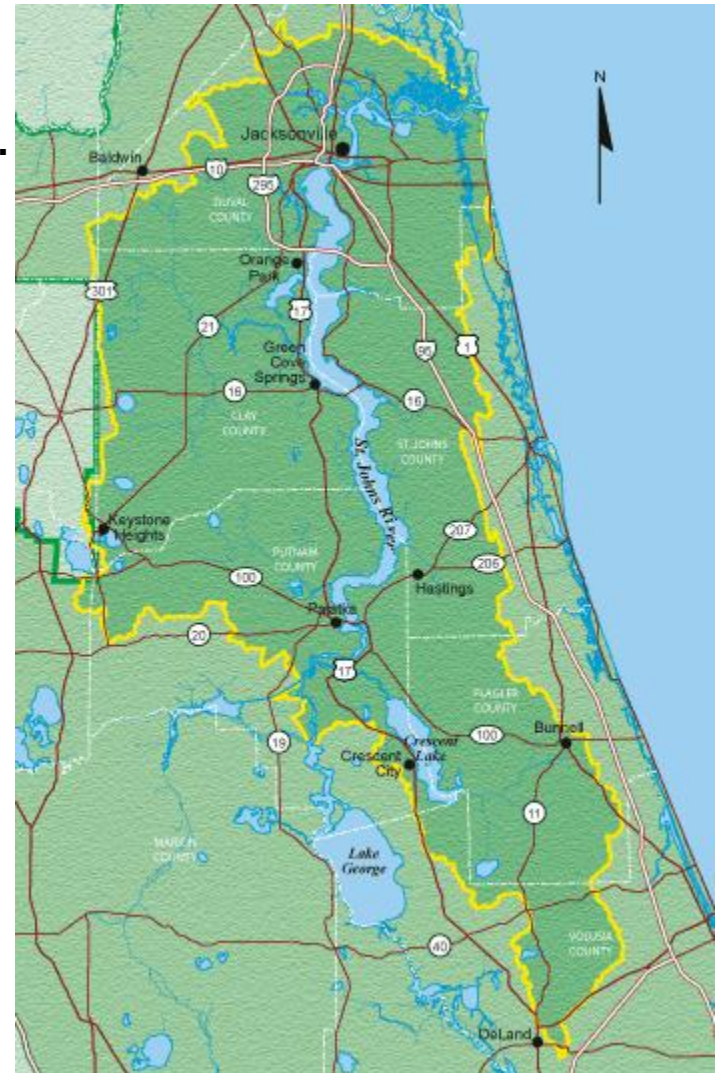 N
Jacksonville
Baldwin
10
295
DUVAL
COUNTY
Orange
Park
301
17
21
1
95
Green
Cove
Springs
16
16
CLAY
COUNTY
ST. JOHNS
COUNTY
St. Johns River
Keystone
Heights
207
PUTNAM
COUNTY
206
100
Hastings
Palatka
20
17
FLAGLER
COUNTY
19
100
Bunnell
Crescent
Lake
Crescent
City
11
MARION
COUNTY
Lake
George
VOLUSIA
COUNTY
40
DeLand